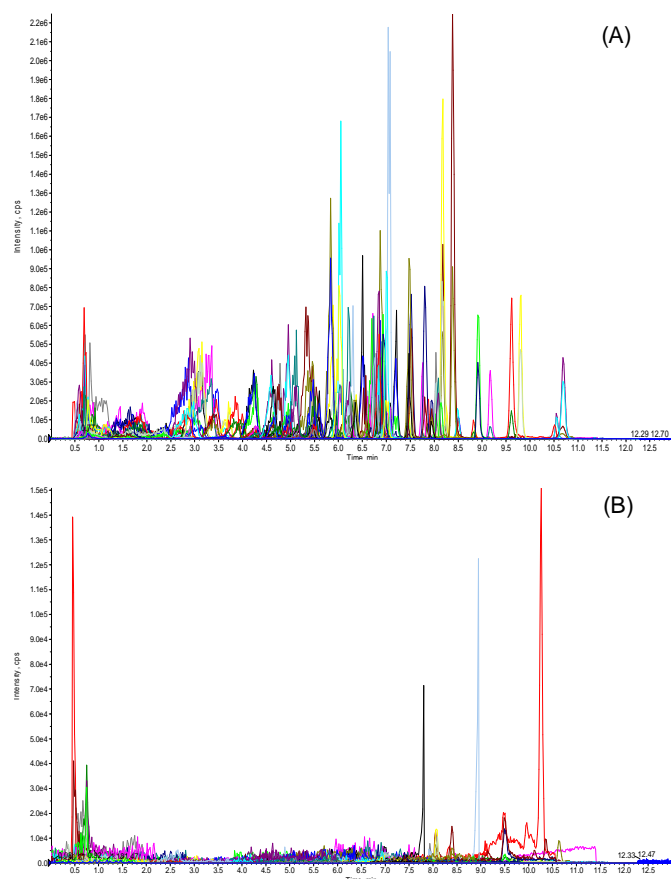 (A)
2.2e6
2.1e6
2.0e6
1.9e6
1.8e6
1.7e6
1.6e6
1.5e6
1.4e6
1.3e6
1.2e6
1.1e6
1.0e6
9.0e5
8.0e5
7.0e5
6.0e5
5.0e5
4.0e5
3.0e5
2.0e5
1.0e5
0.0
Intensity, cps
12.29 12.70
0.5 1.0 1.5 2.0 2.5 3.0 3.5 4.0 4.5 5.0 5.5 6.0 6.5 7.0 7.5 8.0 8.5 9.0 9.5 10.0 10.5 11.0 11.5 12.0 12.5
Time, min
(B)
1.5e5
1.4e5
1.3e5
1.2e5
1.1e5
1.0e5
9.0e4
8.0e4
7.0e4
6.0e4
5.0e4
4.0e4
3.0e4
2.0e4
1.0e4
0.0
Intensity, cps
12.33 12.47
0.5 1.0 1.5 2.0 2.5 3.0 3.5 4.0 4.5 5.0 5.5 6.0 6.5 7.0 7.5 8.0 8.5 9.0 9.5 10.0 10.5 11.0 11.5 12.0 12.5
Time, min